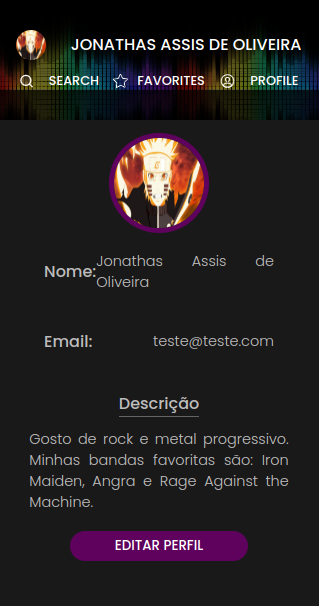 JONATHAS ASSIS DE OLIVEIRA
SEARCH FAVORITES PROFILE
Nome: Jonathas Assis de
Oliveira
Email: teste@teste.com
Descrição
Gosto de rock e metal progressivo.
Minhas bandas favoritas são: Iron
Maiden, Angra e Rage Against the
Machine.
EDITAR PERFIL